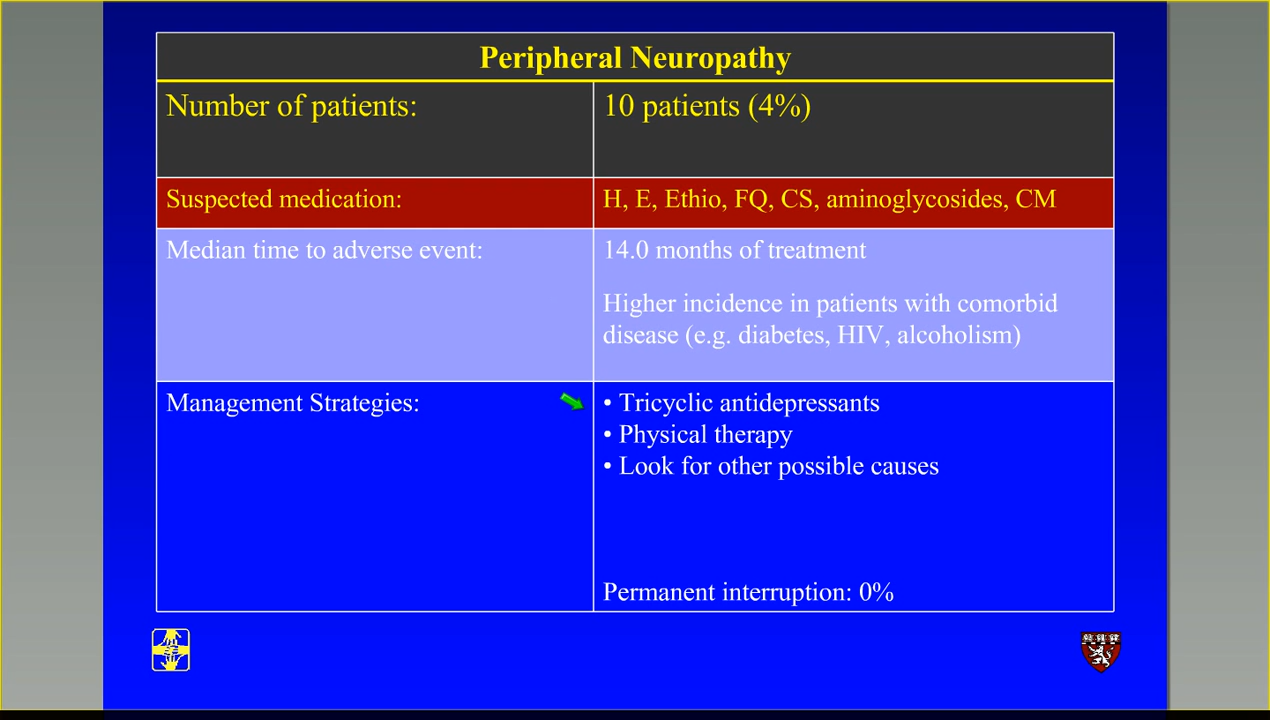 Peripheral Neuropathy
Number of patients:
10 patients (4%)
Suspected medication:
H, E, Ethio, FQ, CS, aminoglycosides, CM
Median time to adverse event:
14.0 months of treatment
Higher incidence in patients with comorbid
disease (e.g. diabetes, HIV, alcoholism)
Management Strategies:
• Tricyclic antidepressants
• Physical therapy
• Look for other possible causes
Permanent interruption: 0%